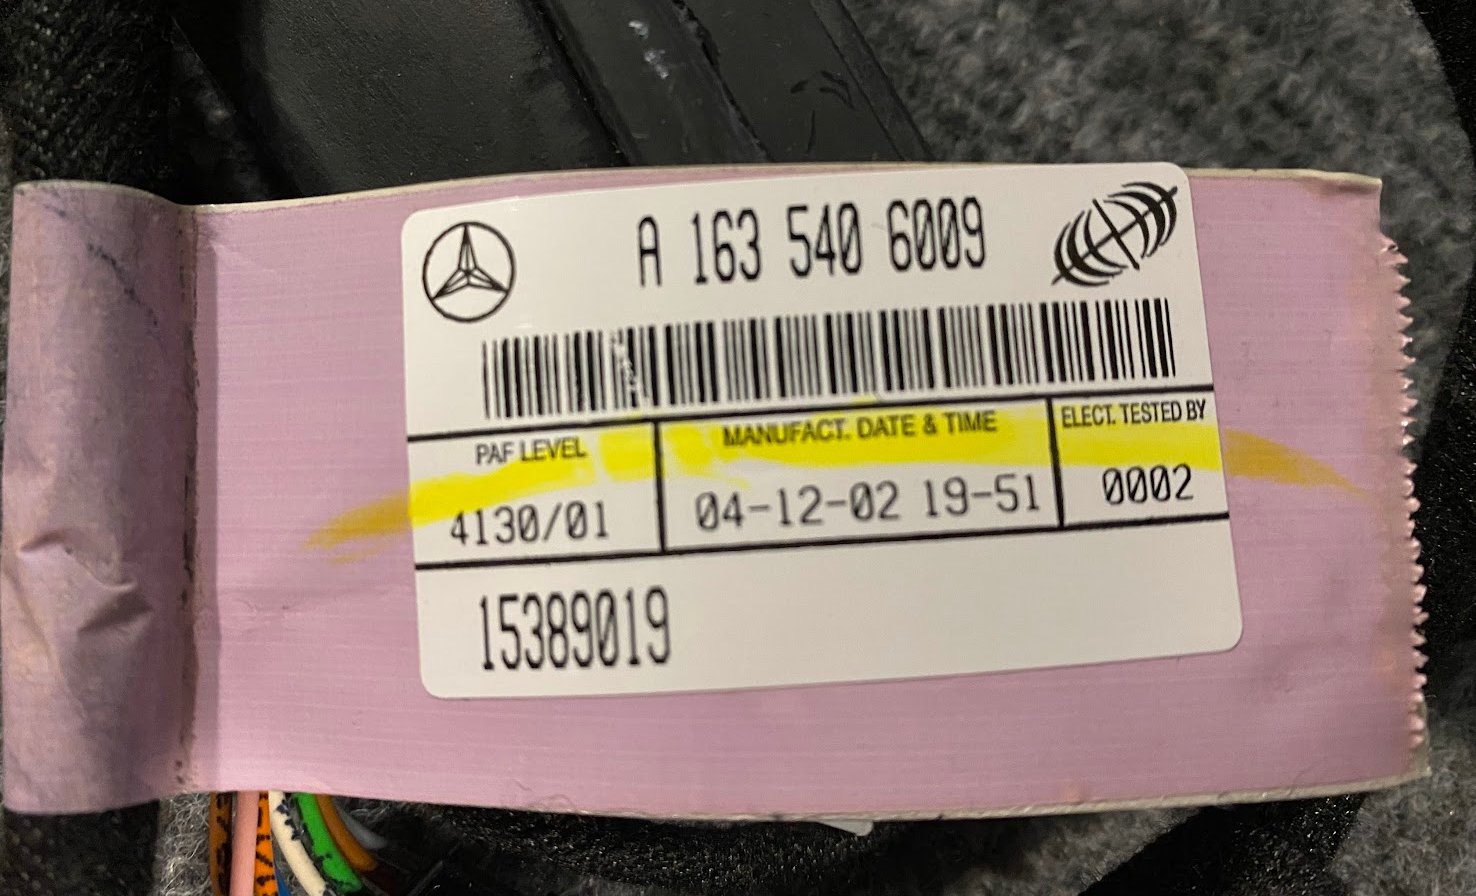 A 163 540 6009
PAF LEVEL
MANUFACT. DATE & TIME
ELECT. TESTED BY
4130/01
04-12-02 19-51
0002
15389019